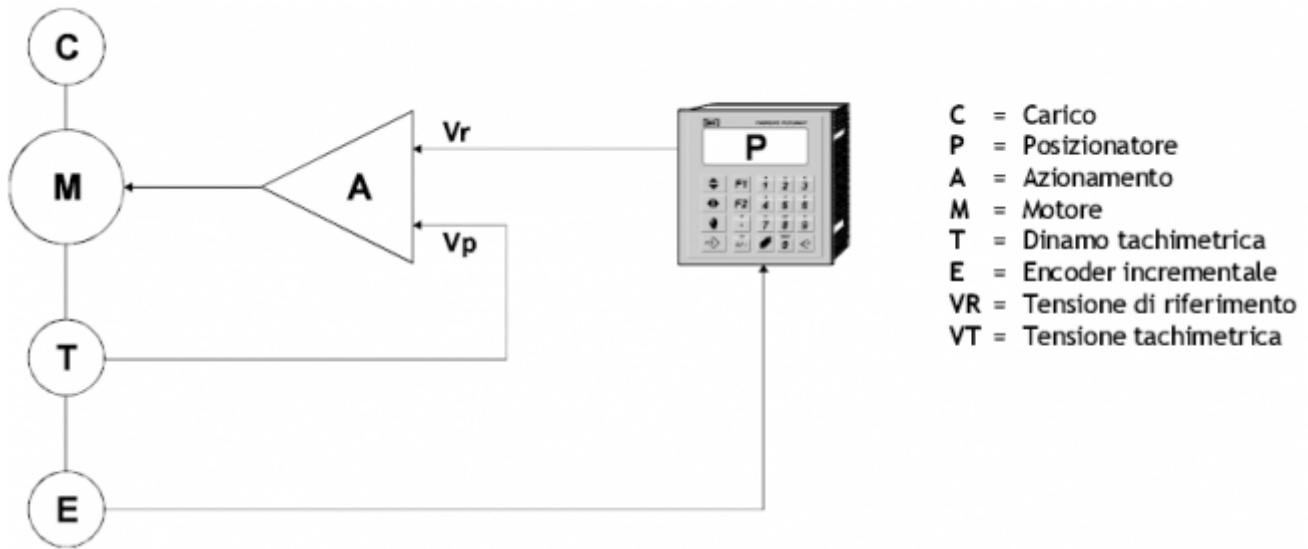 C
M
T
E
A
Vr
Vp
P
F1 1 2 3
F2 4 5 6
7 8 9
0
C = Carico
P = Posizionatore
A = Azionamento
M = Motore
T = Dinamo tachimetrica
E = Encoder incrementale
VR = Tensione di riferimento
VT = Tensione tachimetrica